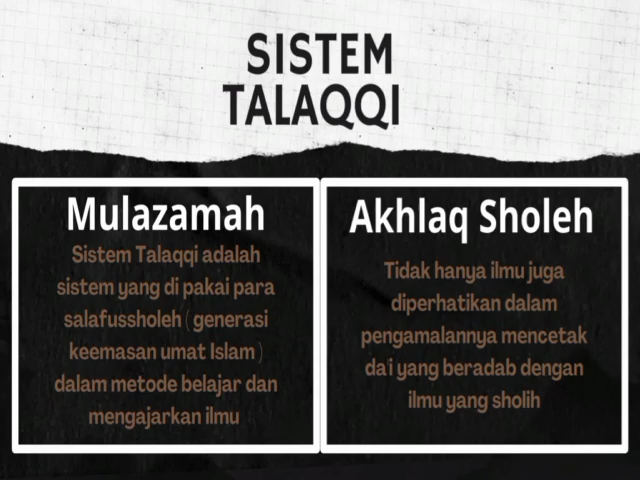 SISTEM
TALAQQI
Mulazamah
Sistem Talaqqi adalah
sistem yang di pakai para
salafussholeh ( generasi
keemasan umat Islam )
dalam metode belajar dan
mengajarkan ilmu
Akhlaq Sholeh
Tidak hanya ilmu juga
diperhatikan dalam
pengamalannya mencetak
da'i yang beradab dengan
ilmu yang sholih